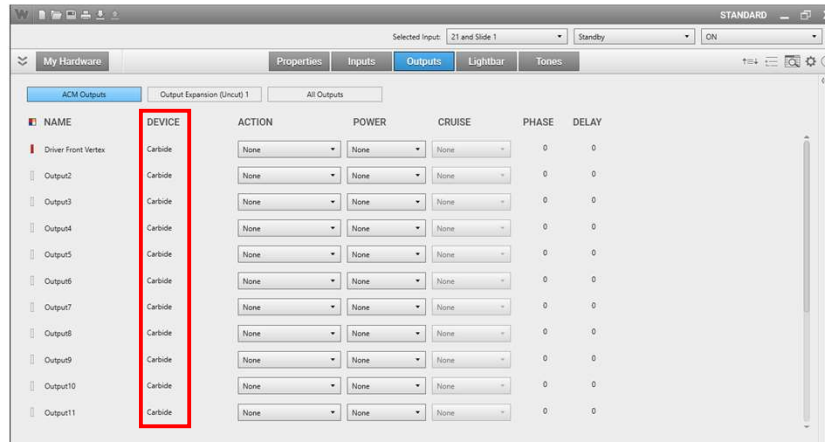 STANDARD
Selected Input: 21 and Slide 1 Standby ON
My Hardware Properties Inputs Outputs Lightbar Tones
ACM Outputs Output Expansion (Uncut) 1 All Outputs
NAME DEVICE ACTION POWER CRUISE PHASE DELAY
Driver Front Vertex Carbide None None None 0 0
Output2 Carbide None None None 0 0
Output3 Carbide None None None 0 0
Output4 Carbide None None None 0 0
Output5 Carbide None None None 0 0
Output6 Carbide None None None 0 0
Output7 Carbide None None None 0 0
Output8 Carbide None None None 0 0
Output9 Carbide None None None 0 0
Output10 Carbide None None None 0 0
Output11 Carbide None None None 0 0